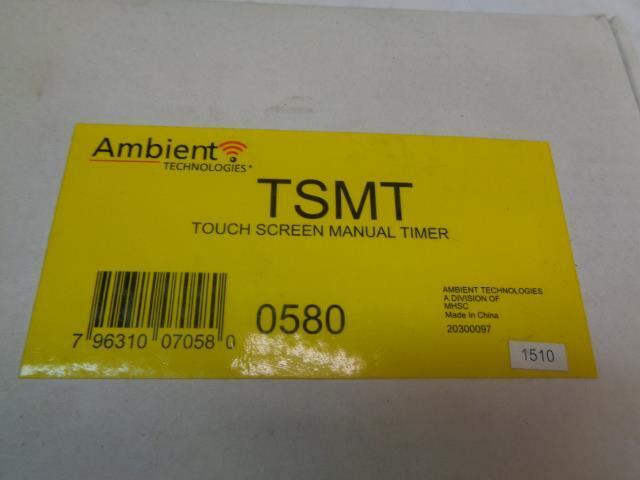 Ambient
TECHNOLOGIES
TSMT
TOUCH SCREEN MANUAL TIMER
7 96310 07058 0
0580
AMBIENT TECHNOLOGIES
A DIVISION OF
MHSC
Made In China
20300097
1510